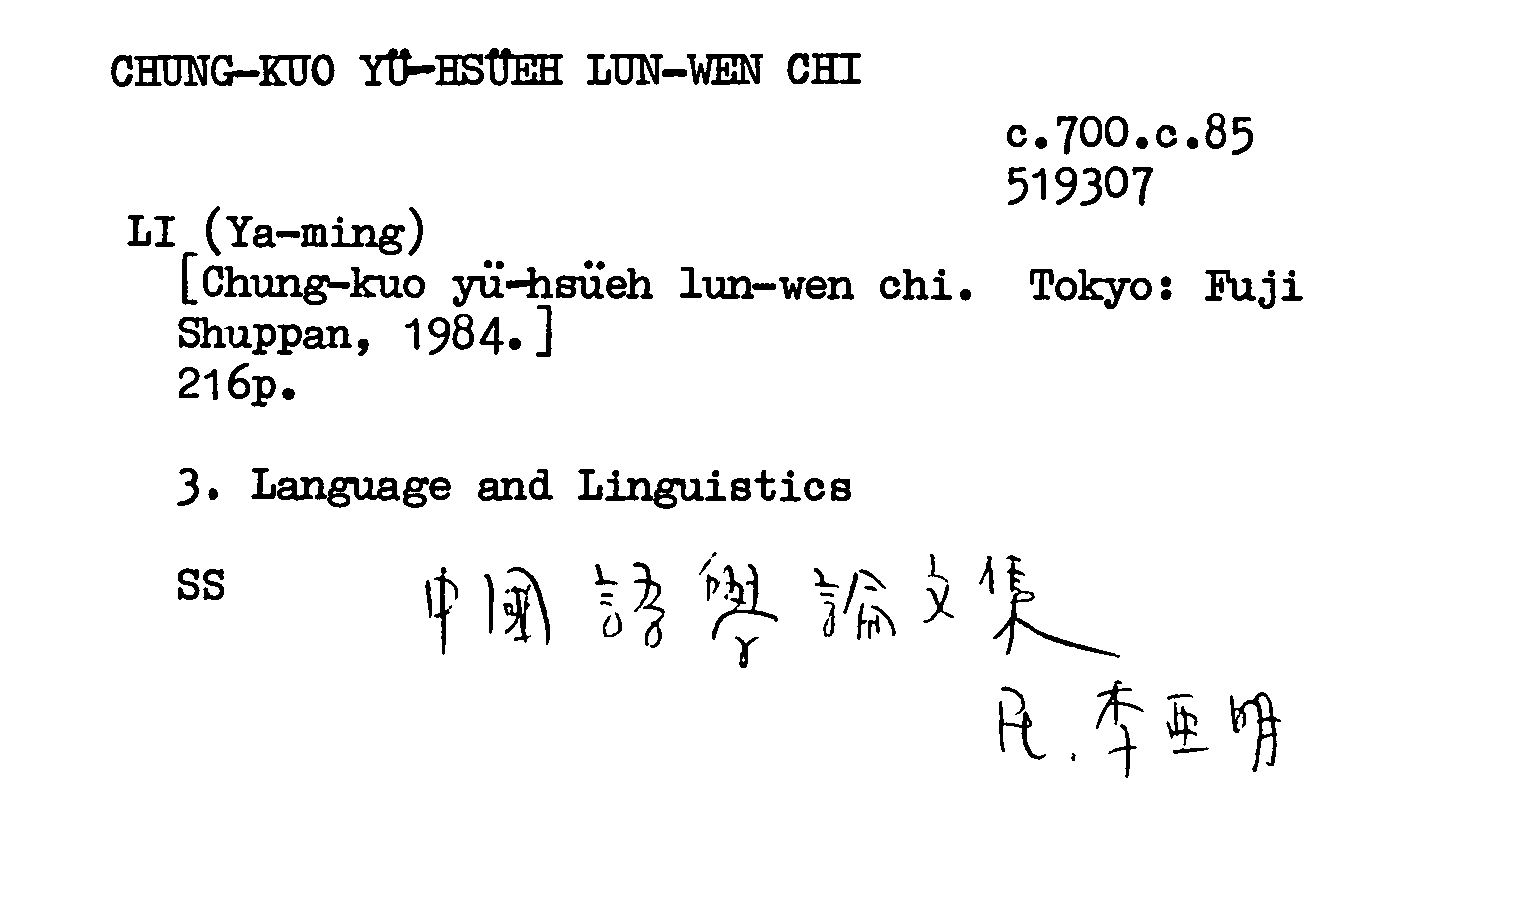 CHUNG-KUO YÜ-HSÜEH LUN-WEN CHI
c.700.c.85
519307
LI (Ya-ming)
[Chung-kuo yü-hsüeh lun-wen chi. Tokyo: Fuji
Shuppan, 1984.]
216p.
3. Language and Linguistics
SS
中國 語學 論文集
民. 李亜明